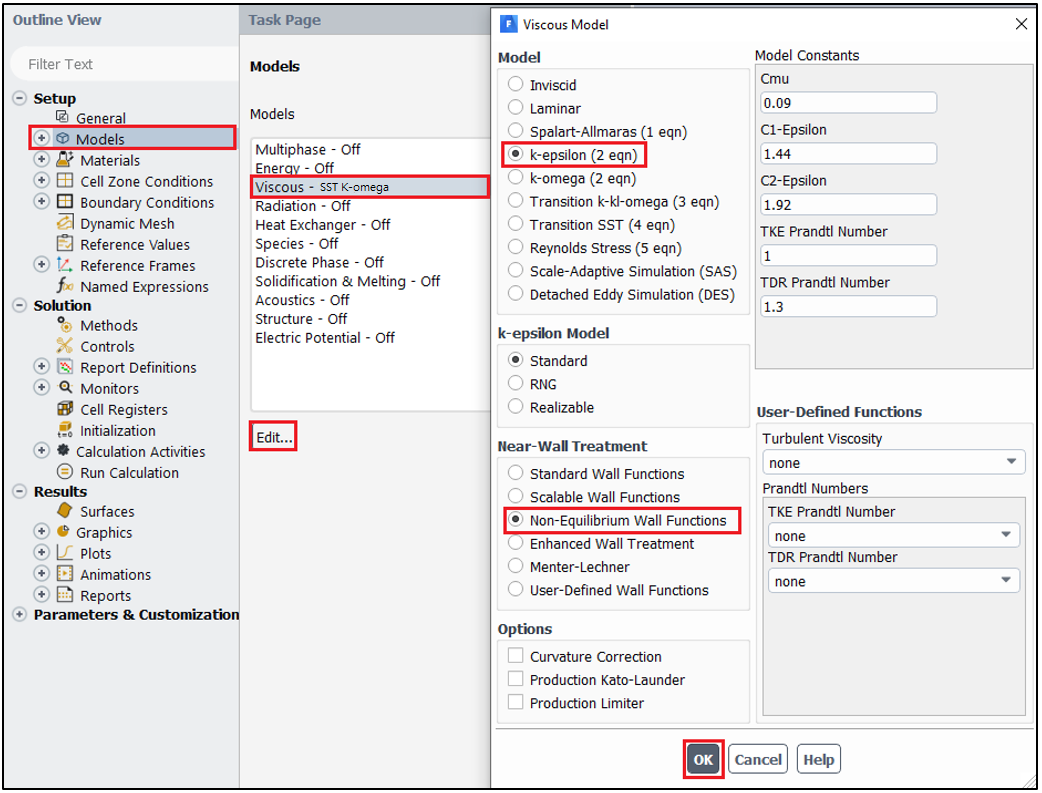 Outline View
Filter Text
Setup
General
Models
Materials
Cell Zone Conditions
Boundary Conditions
Dynamic Mesh
Reference Values
Reference Frames
Named Expressions
Solution
Methods
Controls
Report Definitions
Monitors
Cell Registers
Initialization
Calculation Activities
Run Calculation
Results
Surfaces
Graphics
Plots
Animations
Reports
Parameters & Customization
Task Page
Models
Models
Multiphase - Off
Energy - Off
Viscous - SST K-omega
Radiation - Off
Heat Exchanger - Off
Species - Off
Discrete Phase - Off
Solidification & Melting - Off
Acoustics - Off
Structure - Off
Electric Potential - Off
Edit...
Viscous Model
Model
Inviscid
Laminar
Spalart-Allmaras (1 eqn)
k-epsilon (2 eqn)
k-omega (2 eqn)
Transition k-kl-omega (3 eqn)
Transition SST (4 eqn)
Reynolds Stress (5 eqn)
Scale-Adaptive Simulation (SAS)
Detached Eddy Simulation (DES)
k-epsilon Model
Standard
RNG
Realizable
Near-Wall Treatment
Standard Wall Functions
Scalable Wall Functions
Non-Equilibrium Wall Functions
Enhanced Wall Treatment
Menter-Lechner
User-Defined Wall Functions
Options
Curvature Correction
Production Kato-Launder
Production Limiter
Model Constants
Cmu
0.09
C1-Epsilon
1.44
C2-Epsilon
1.92
TKE Prandtl Number
1
TDR Prandtl Number
1.3
User-Defined Functions
Turbulent Viscosity
none
Prandtl Numbers
TKE Prandtl Number
none
TDR Prandtl Number
none
OK
Cancel
Help